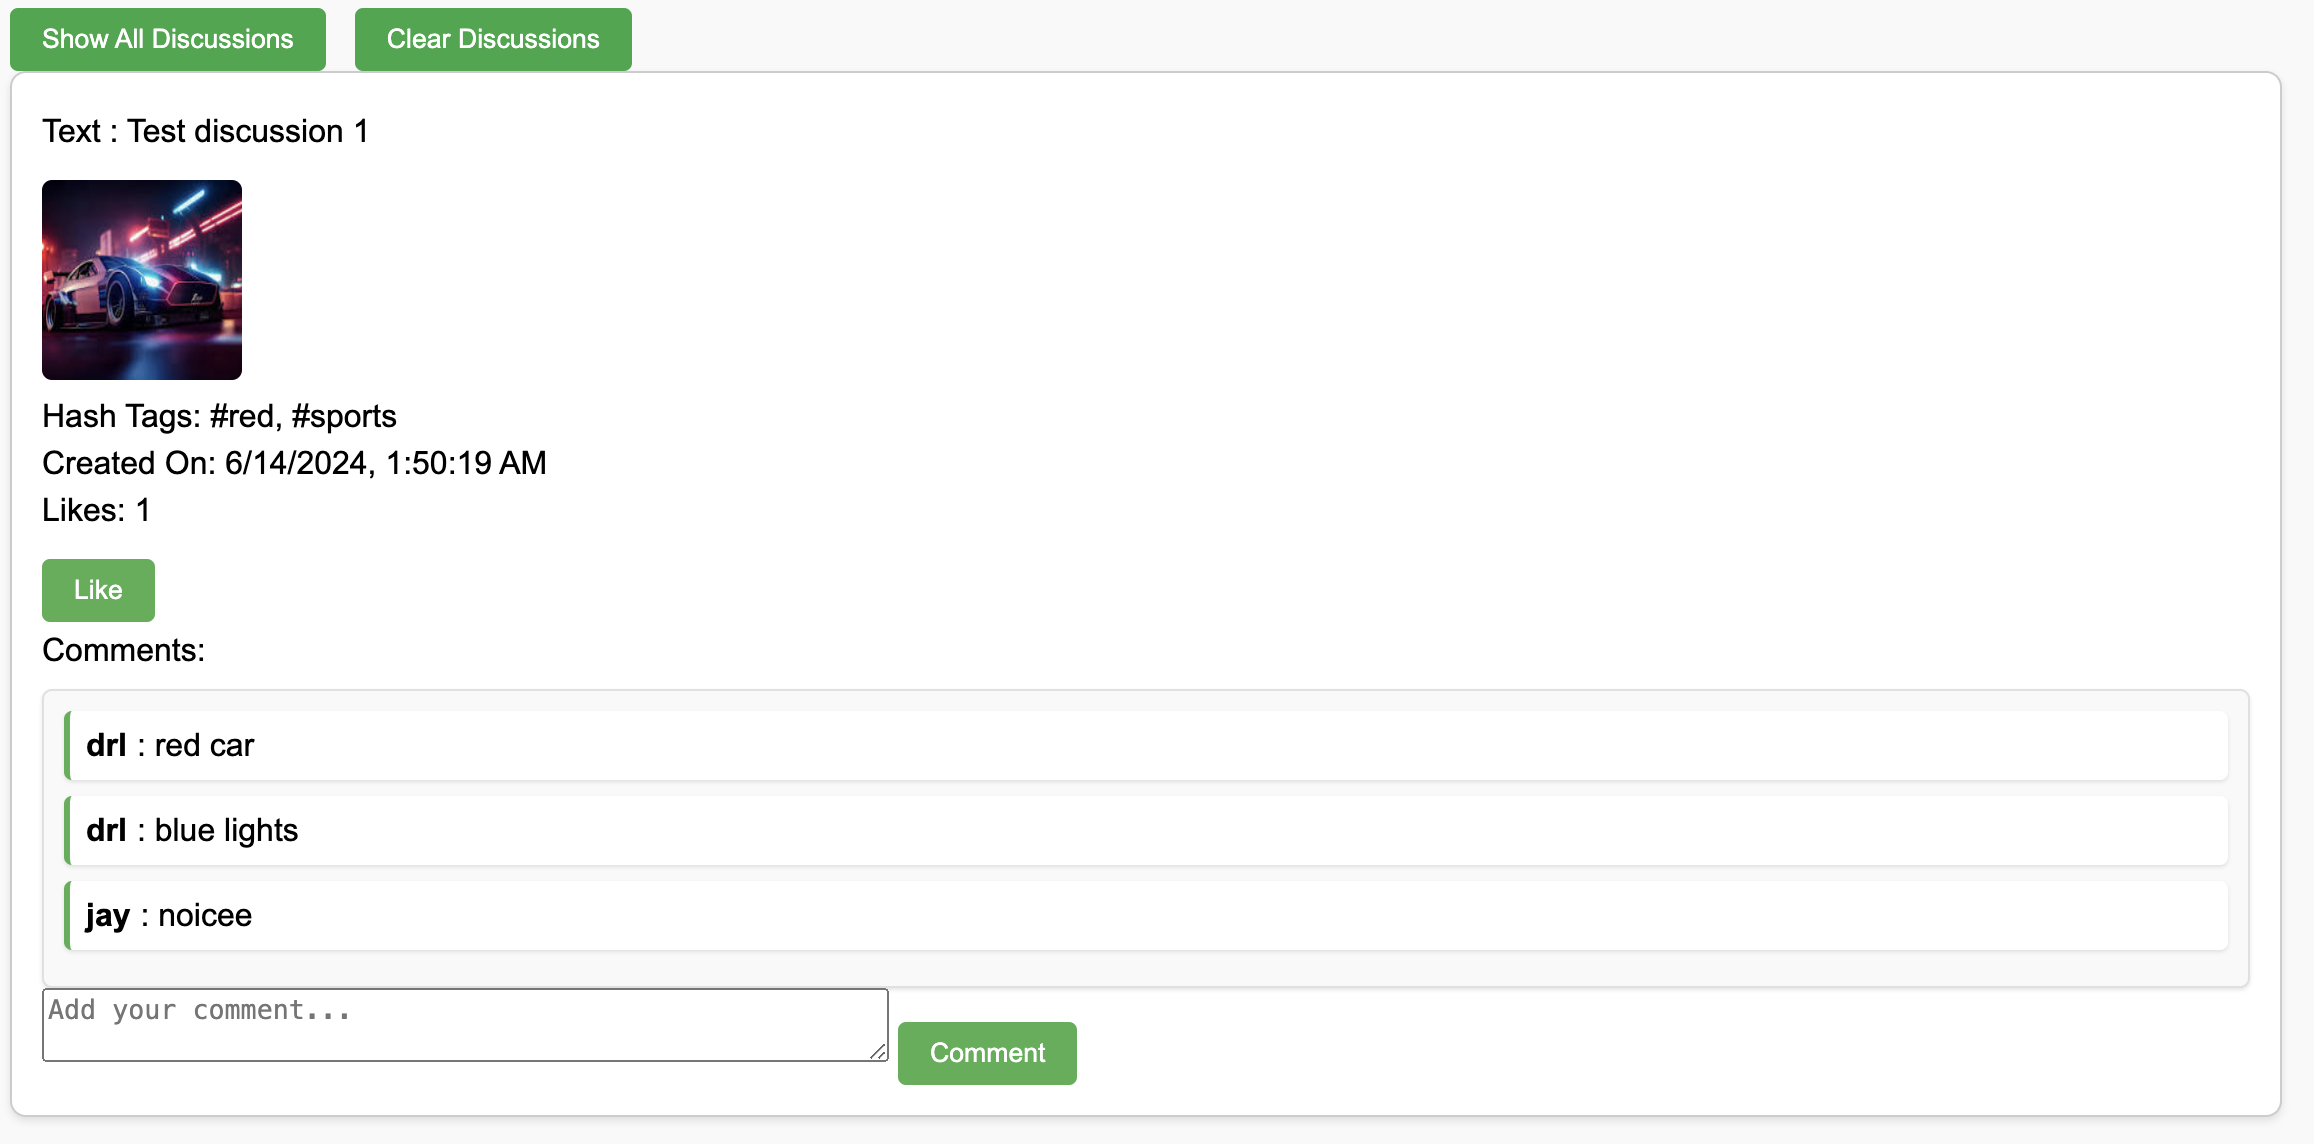 Show All Discussions Clear Discussions
Text : Test discussion 1
Hash Tags: #red, #sports
Created On: 6/14/2024, 1:50:19 AM
Likes: 1
Like
Comments:
drl : red car
drl : blue lights
jay : noicee
Add your comment...
Comment